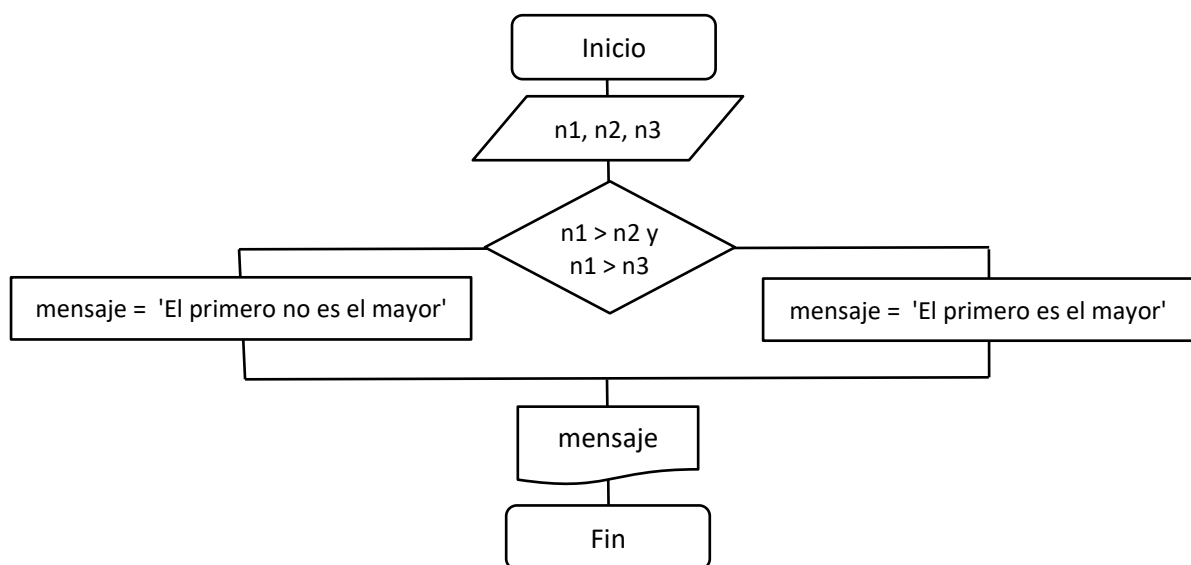 Inicio
n1, n2, n3
n1 > n2 y
n1 > n3
mensaje = 'El primero no es el mayor'
mensaje = 'El primero es el mayor'
mensaje
Fin